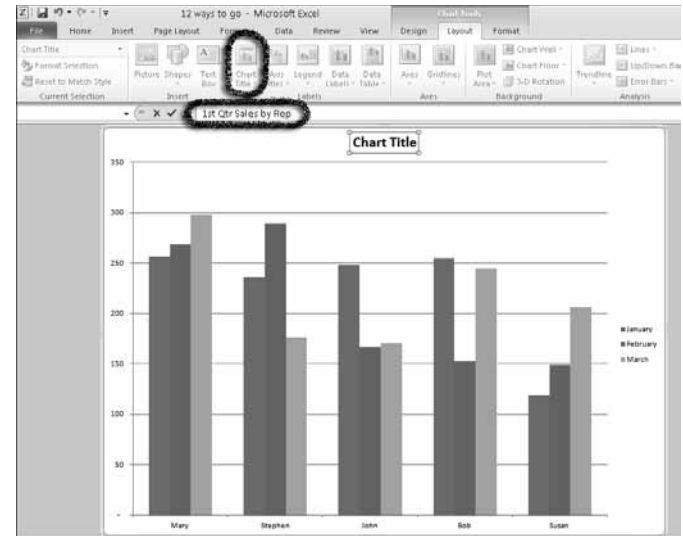 12 ways to go - Microsoft Excel
Chart Tools
File Home Insert Page Layout Formulas Data Review View Design Layout Format
Chart Title
Format Selection
Reset to Match Style
Current Selection
Picture Shapes Text Box
Insert
Chart Title Axis Titles Legend Data Labels Data Table
Labels
Axes Gridlines
Axes
Plot Area
Chart Wall
Chart Floor
3-D Rotation
Background
Trendline
Lines
Up/Down Ba
Error Bars
Analysis
1st Qtr Sales by Rep
Chart Title
350
300
250
200
150
100
50
-
January
February
March
Mary Stephen John Bob Susan